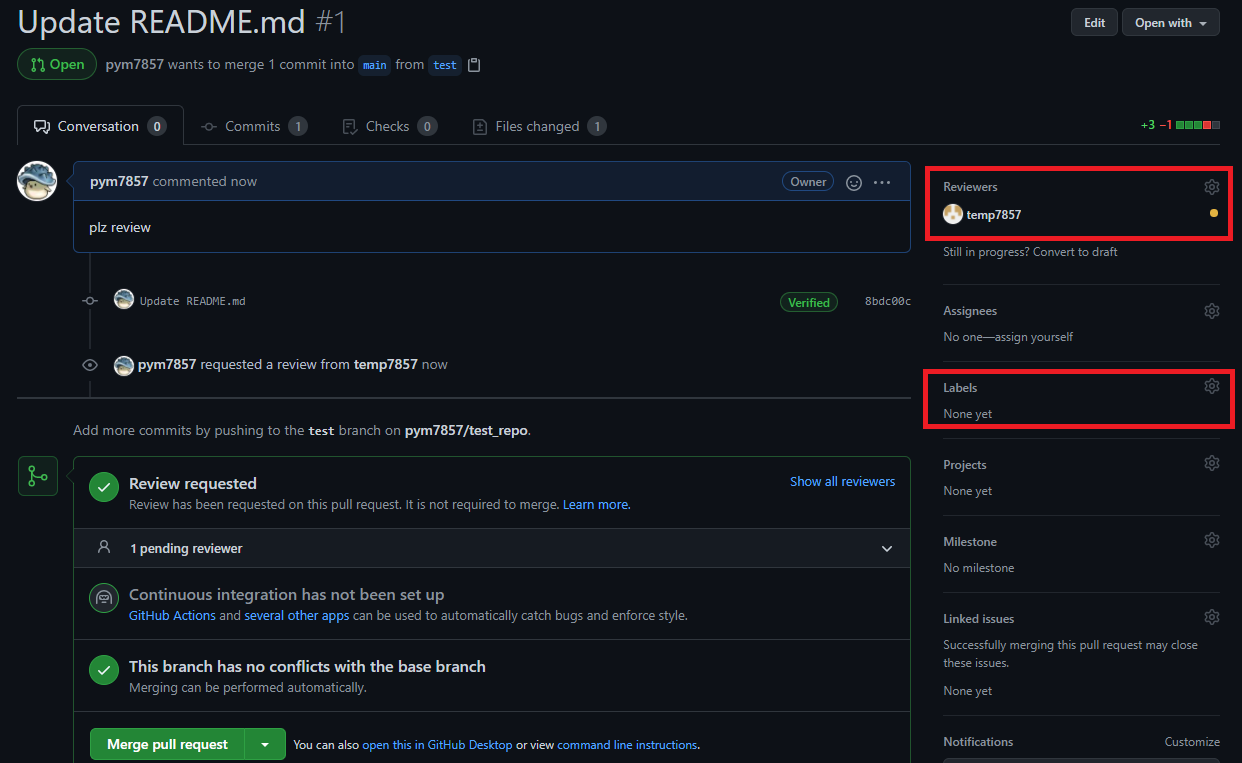 Update README.md #1
Edit
Open with
Open
pym7857 wants to merge 1 commit into main from test
Conversation 0
Commits 1
Checks 0
Files changed 1
+3 −1
pym7857 commented now
Owner
plz review
Update README.md
Verified
8bdc00c
pym7857 requested a review from temp7857 now
Add more commits by pushing to the test branch on pym7857/test_repo.
Review requested
Show all reviewers
Review has been requested on this pull request. It is not required to merge. Learn more.
1 pending reviewer
Continuous integration has not been set up
GitHub Actions and several other apps can be used to automatically catch bugs and enforce style.
This branch has no conflicts with the base branch
Merging can be performed automatically.
Merge pull request
You can also open this in GitHub Desktop or view command line instructions.
Reviewers
temp7857
Still in progress? Convert to draft
Assignees
No one—assign yourself
Labels
None yet
Projects
None yet
Milestone
No milestone
Linked issues
Successfully merging this pull request may close
these issues.
None yet
Notifications
Customize